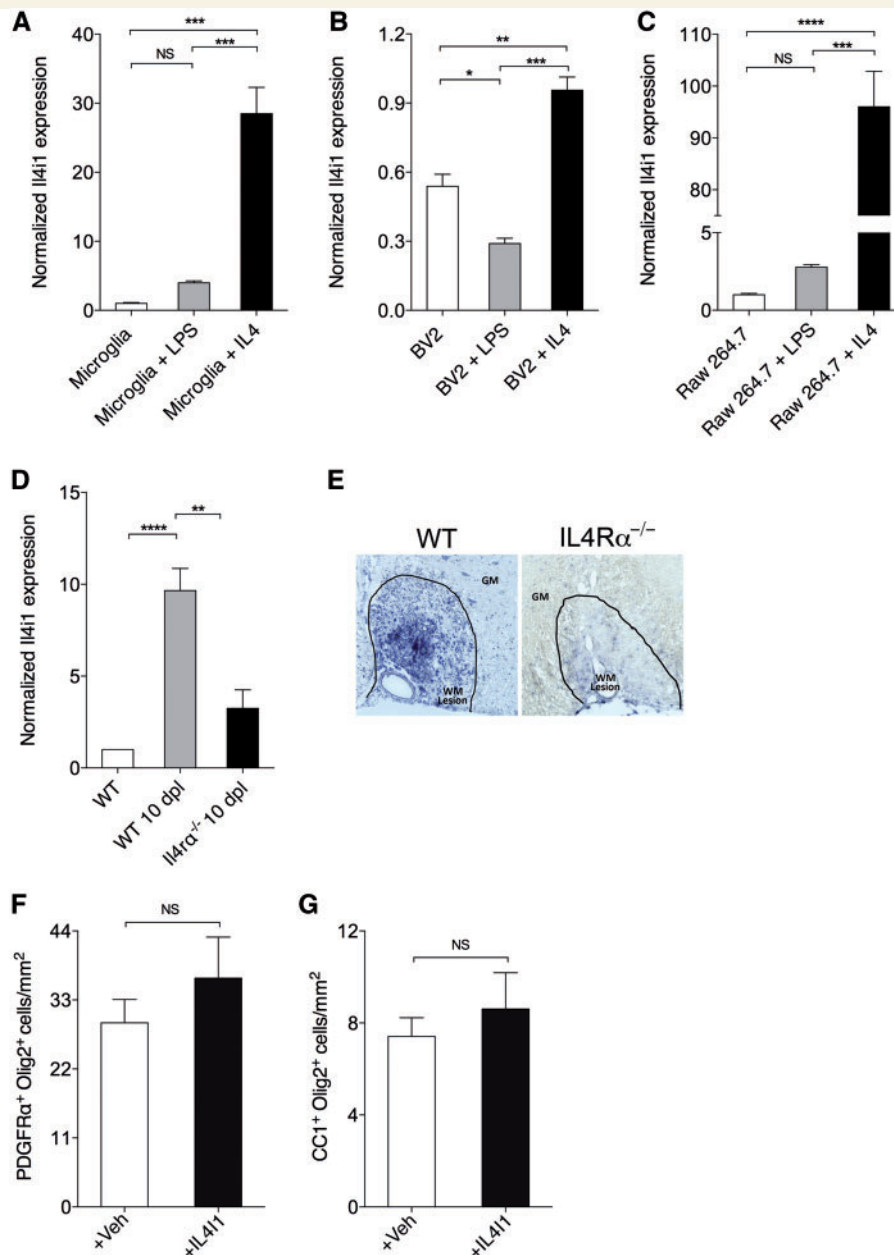 A
Normalized Il4i1 expression
40
30
20
10
0
***
NS
***
Microglia
Microglia + LPS
Microglia + IL4
B
Normalized Il4i1 expression
1.2
0.9
0.6
0.3
0.0
**
*
***
BV2
BV2 + LPS
BV2 + IL4
C
Normalized Il4i1 expression
110
100
90
80
5
0
****
NS
***
Raw 264.7
Raw 264.7 + LPS
Raw 264.7 + IL4
D
Normalized Il4i1 expression
15
10
5
0
****
**
WT
WT 10 dpl
Il4rα⁻/⁻ 10 dpl
E
WT
IL4Rα⁻/⁻
GM
WM
Lesion
GM
WM
Lesion
F
PDGFRα⁺ Olig2⁺ cells/mm²
44
33
22
11
0
NS
+Veh
+IL4I1
G
CC1⁺ Olig2⁺ cells/mm²
12
8
4
0
NS
+Veh
+IL4I1